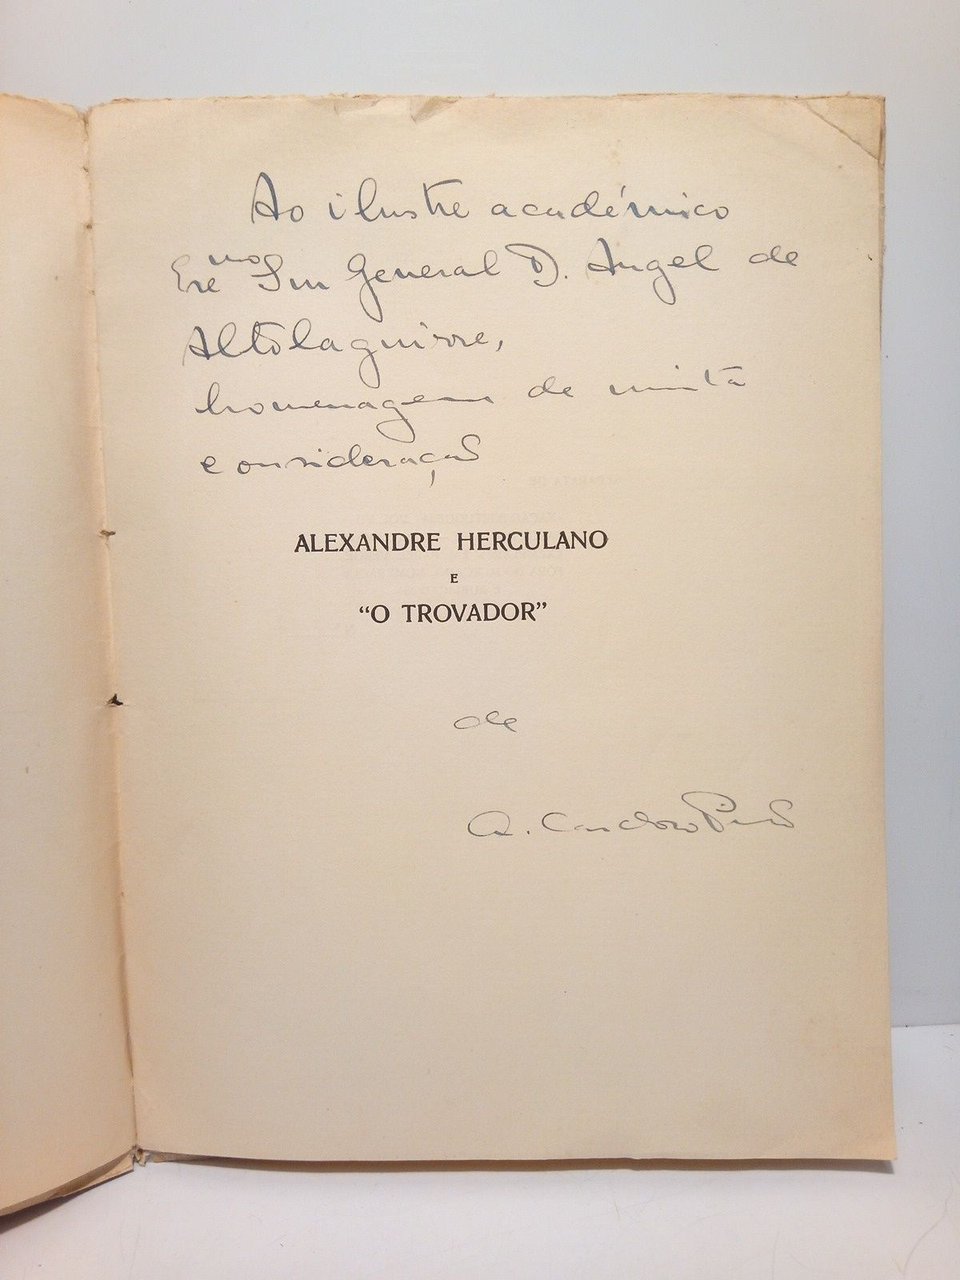 Ao ilustre académico
Exᵐᵒ Snr General D. Angel de
Altolaguirre,
homenagem de muita
consideração
ALEXANDRE HERCULANO
E
“O TROVADOR”
de
A. Cardoso Pinto